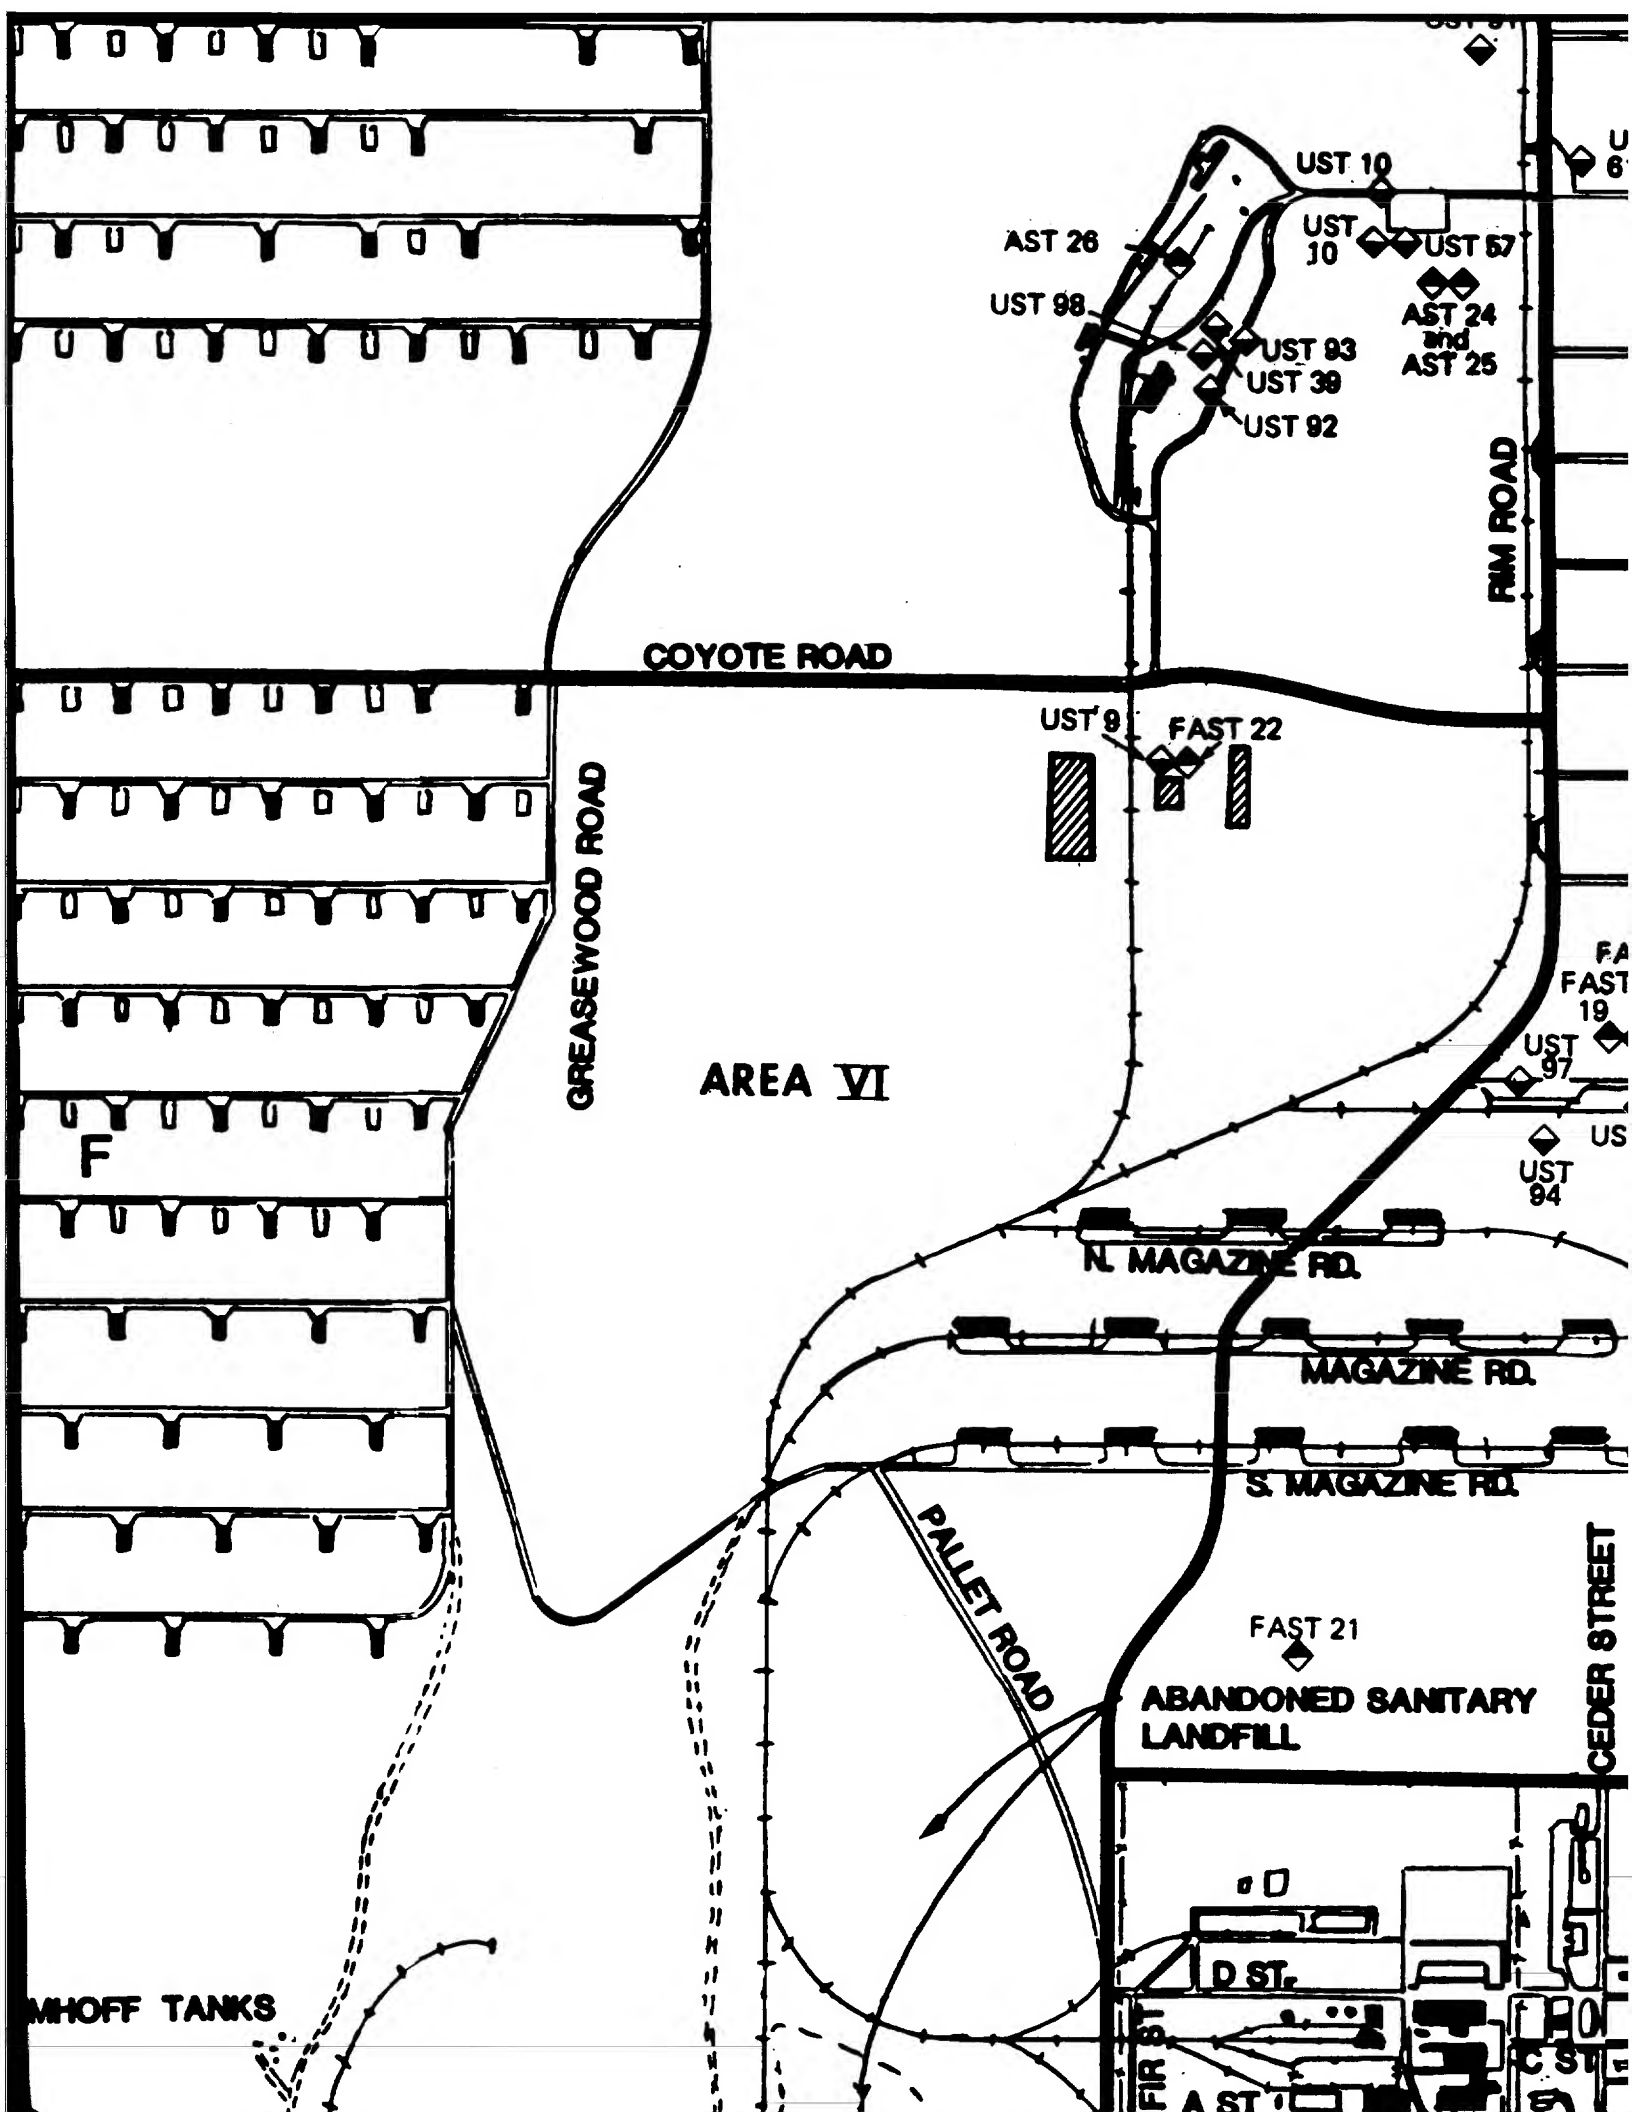 UST 10
UST
10
UST 57
AST 26
UST 98
AST 24
and
AST 25
UST 93
UST 39
UST 92
RIM ROAD
COYOTE ROAD
UST 9
FAST 22
GREASEWOOD ROAD
FAST
19
UST
97
AREA VI
F
UST
94
N. MAGAZINE RD.
MAGAZINE RD.
S. MAGAZINE RD.
PALLET ROAD
CEDER STREET
FAST 21
ABANDONED SANITARY
LANDFILL
D ST.
MHOFF TANKS
FIR ST
C ST
A ST